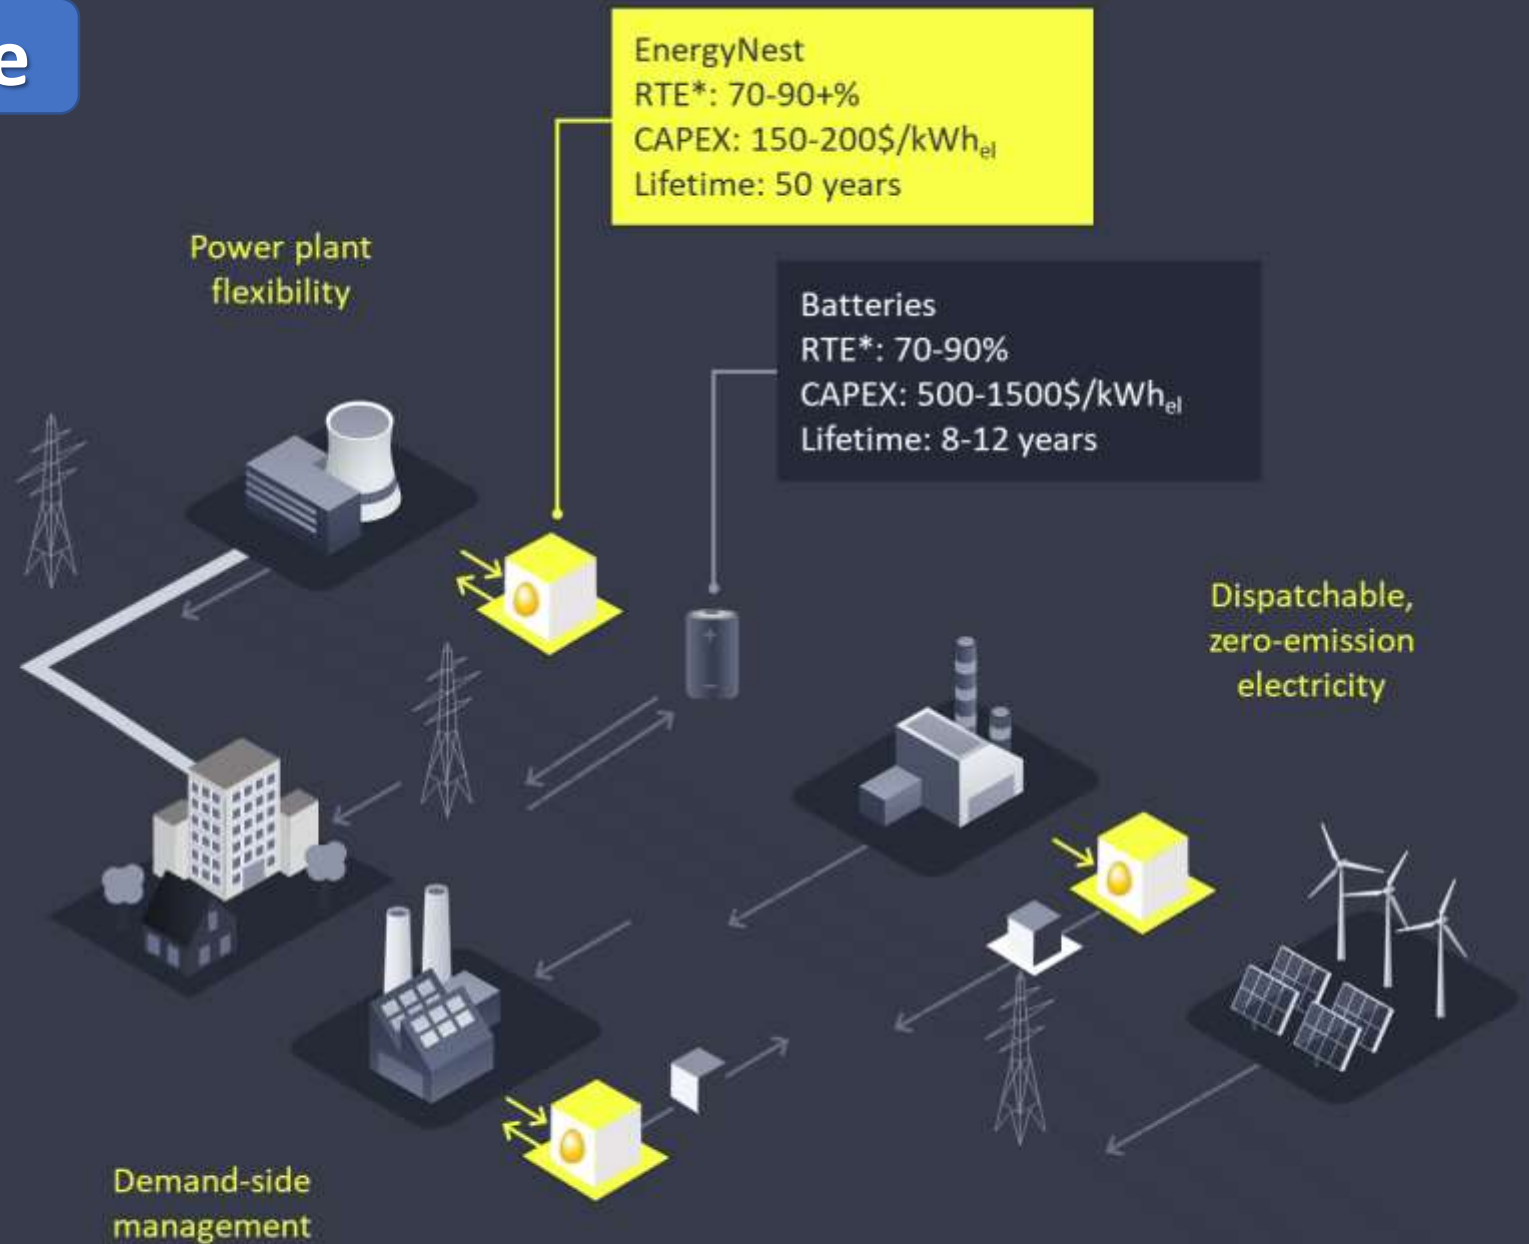 e
EnergyNest
RTE*: 70-90+%
CAPEX: 150-200$/kWhel
Lifetime: 50 years
Power plant
flexibility
Batteries
RTE*: 70-90%
CAPEX: 500-1500$/kWhel
Lifetime: 8-12 years
Dispatchable,
zero-emission
electricity
Demand-side
management